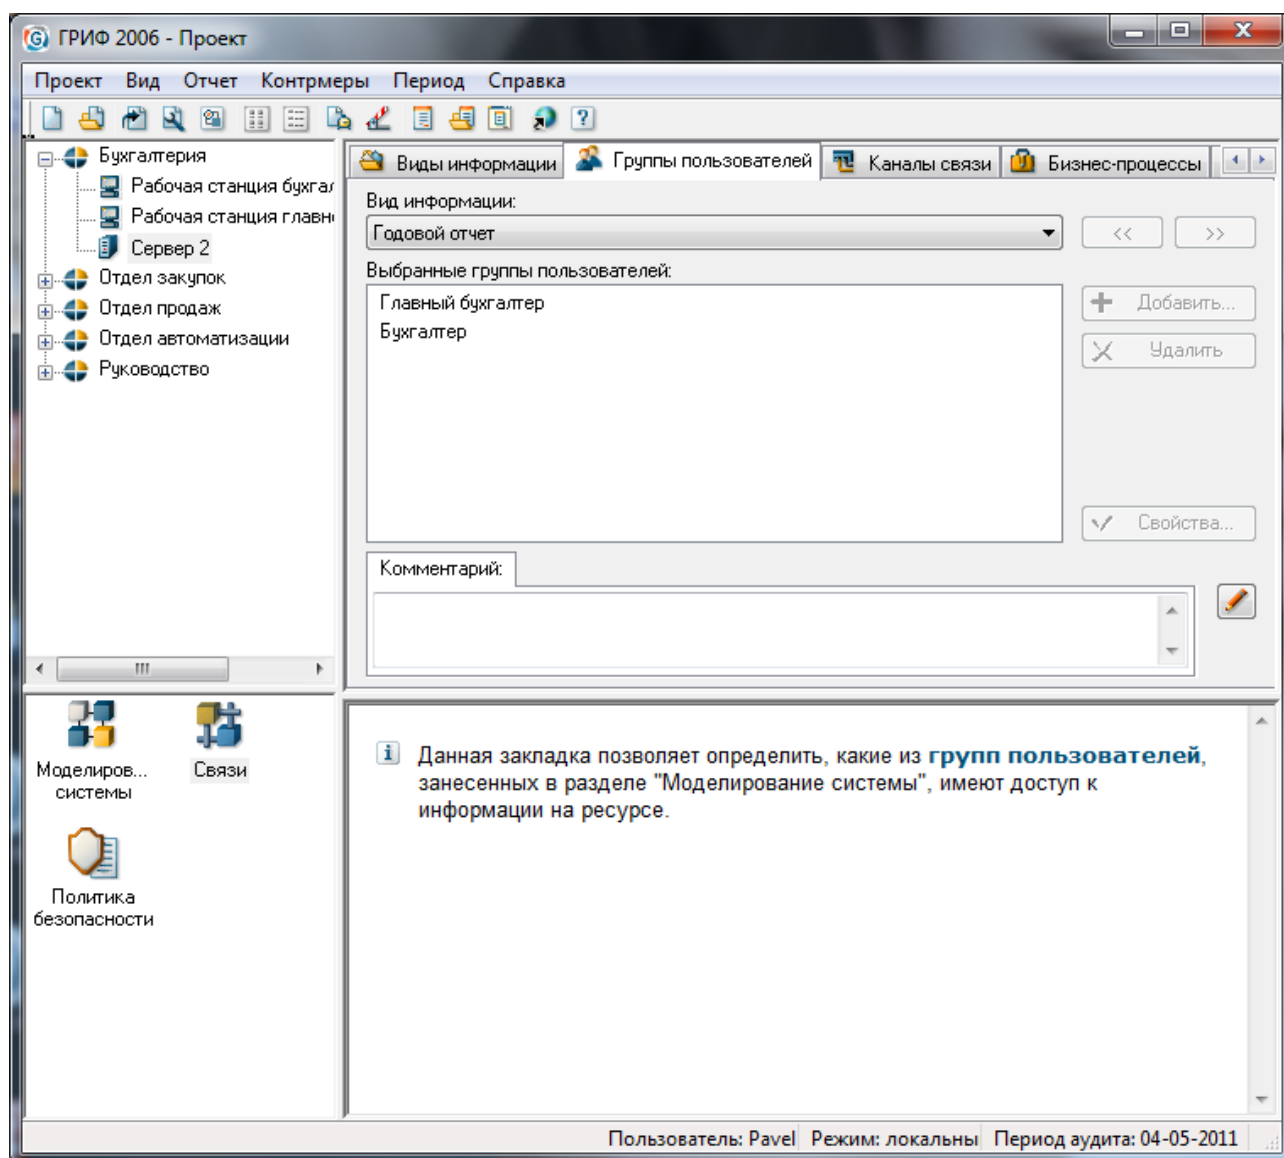 ГРИФ 2006 - Проект
Проект Вид Отчет Контрмеры Период Справка
Бухгалтерия
Рабочая станция бухгал
Рабочая станция главн
Сервер 2
Отдел закупок
Отдел продаж
Отдел автоматизации
Руководство
Виды информации Группы пользователей Каналы связи Бизнес-процессы
Вид информации:
Годовой отчет << >>
Выбранные группы пользователей:
Главный бухгалтер
Бухгалтер
Добавить...
Удалить
Свойства...
Комментарий:
Моделиров...
системы
Связи
Политика
безопасности
Данная закладка позволяет определить, какие из групп пользователей,
занесенных в разделе "Моделирование системы", имеют доступ к
информации на ресурсе.
Пользователь: Pavel Режим: локальны Период аудита: 04-05-2011